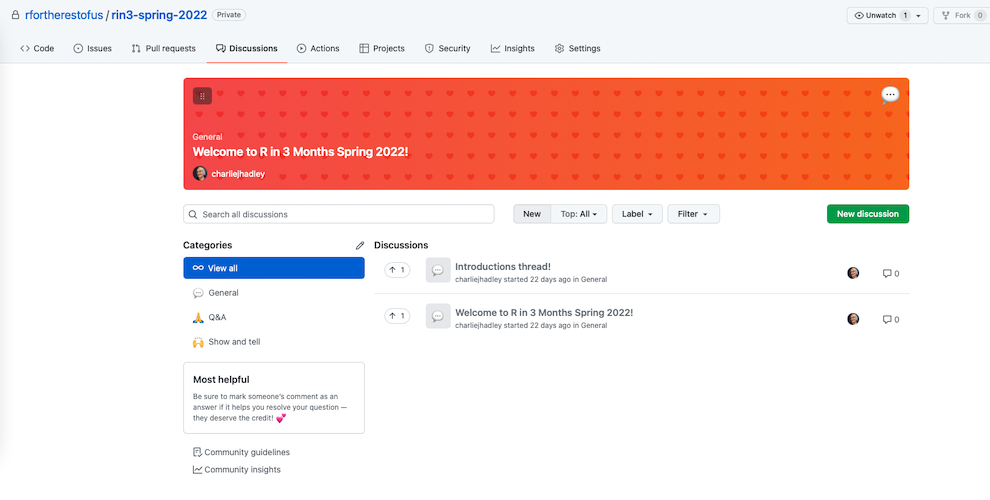 rfortherestofus / rin3-spring-2022 Private
Unwatch 1
Fork 0
Code
Issues
Pull requests
Discussions
Actions
Projects
Security
Insights
Settings
General
Welcome to R in 3 Months Spring 2022!
charliejhadley
Search all discussions
New
Top: All
Label
Filter
New discussion
Categories
View all
General
Q&A
Show and tell
Most helpful
Be sure to mark someone's comment as an
answer if it helps you resolve your question —
they deserve the credit! 💕
Community guidelines
Community insights
Discussions
1
Introductions thread!
charliejhadley started 22 days ago in General
0
1
Welcome to R in 3 Months Spring 2022!
charliejhadley started 22 days ago in General
0